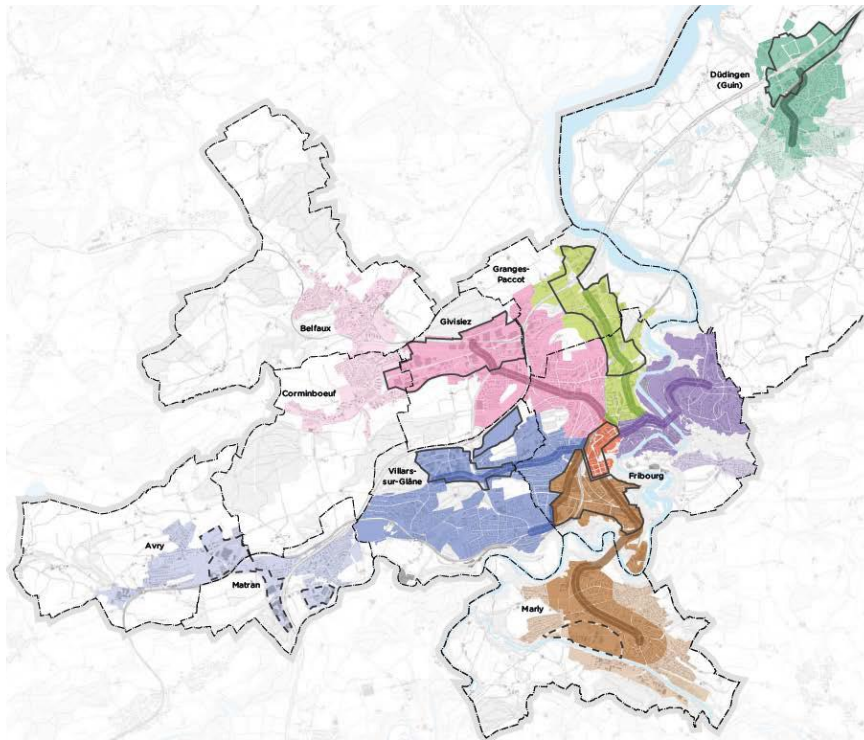 Düdingen
(Guin)
Granges-
Paccot
Givisiez
Belfaux
Corminboeuf
Villars-
sur-Glâne
Fribourg
Avry
Matran
Marly